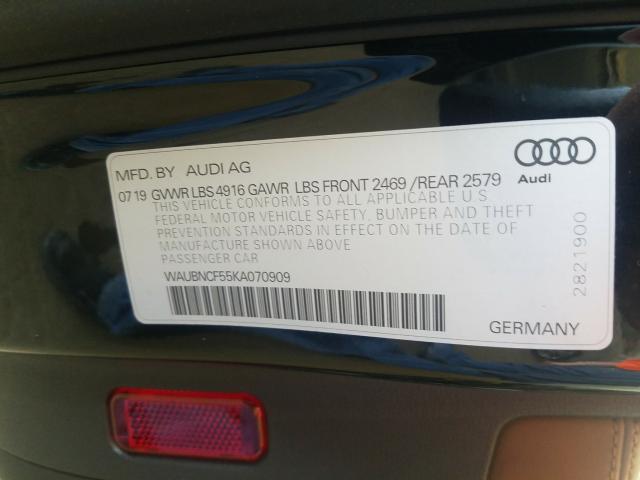 MFD. BY AUDI AG
07 19 GVWR LBS 4916 GAWR LBS FRONT 2469 /REAR 2579
THIS VEHICLE CONFORMS TO ALL APPLICABLE U S
FEDERAL MOTOR VEHICLE SAFETY, BUMPER AND THEFT
PREVENTION STANDARDS IN EFFECT ON THE DATE OF
MANUFACTURE SHOWN ABOVE
PASSENGER CAR
WAUBNCF55KA070909
Audi
2821900
GERMANY